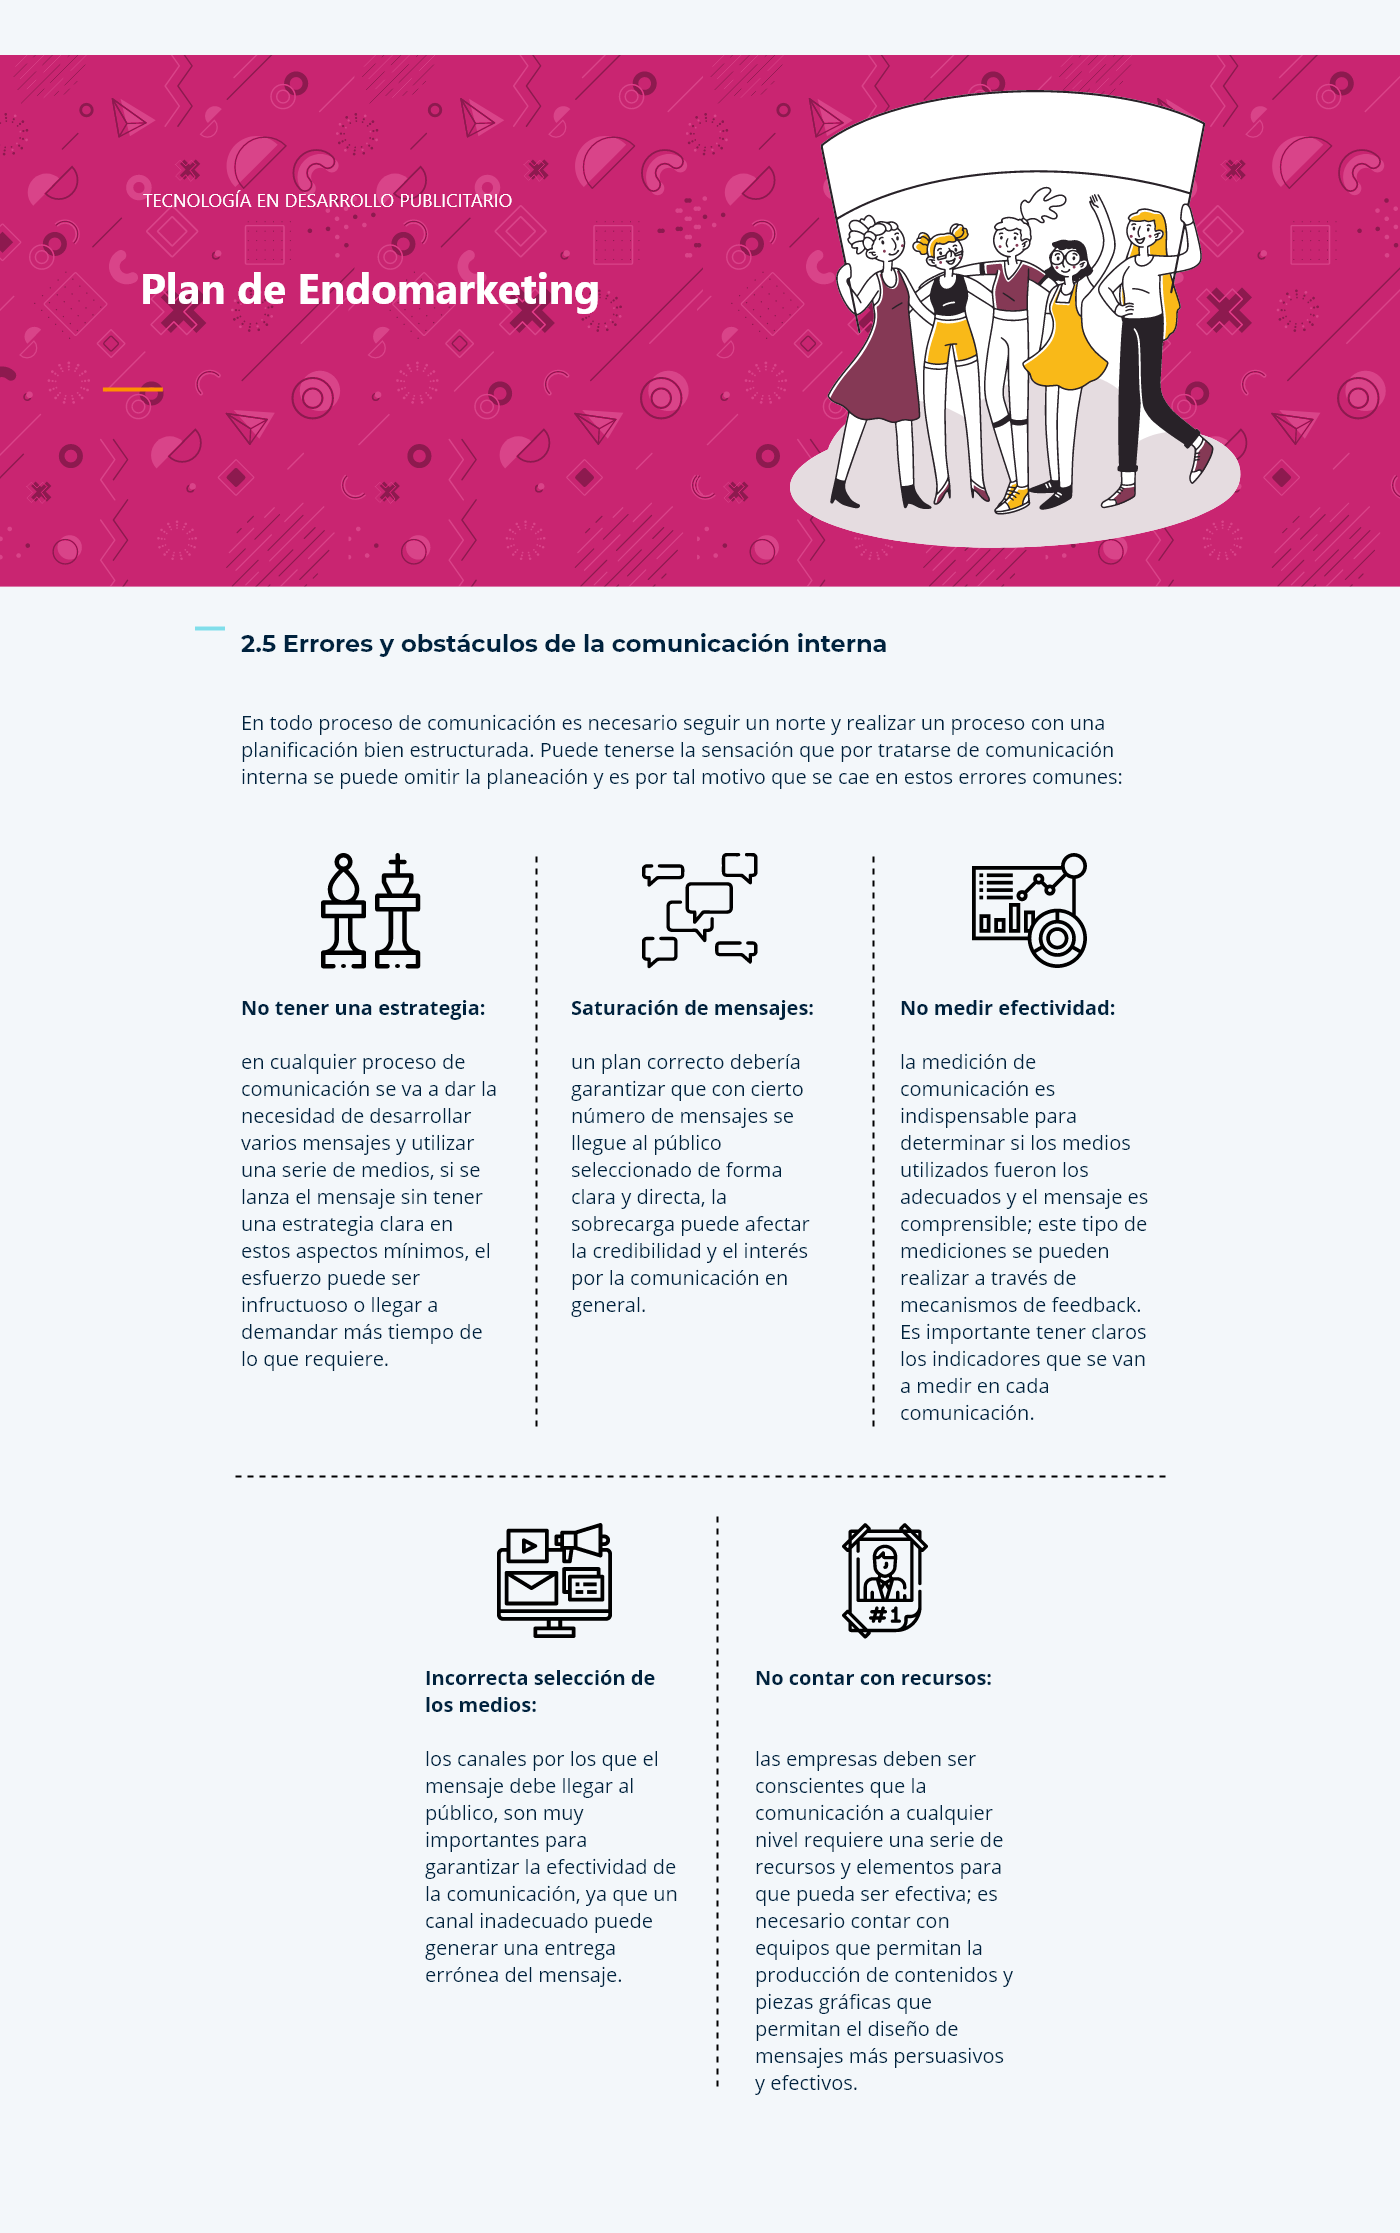 TECNOLOGÍA EN DESARROLLO PUBLICITARIO
Plan de Endomarketing
2.5 Errores y obstáculos de la comunicación interna
En todo proceso de comunicación es necesario seguir un norte y realizar un proceso con una
planificación bien estructurada. Puede tenerse la sensación que por tratarse de comunicación
interna se puede omitir la planeación y es por tal motivo que se cae en estos errores comunes:
No tener una estrategia:
en cualquier proceso de
comunicación se va a dar la
necesidad de desarrollar
varios mensajes y utilizar
una serie de medios, si se
lanza el mensaje sin tener
una estrategia clara en
estos aspectos mínimos, el
esfuerzo puede ser
infructuoso o llegar a
demandar más tiempo de
lo que requiere.
Saturación de mensajes:
un plan correcto debería
garantizar que con cierto
número de mensajes se
llegue al público
seleccionado de forma
clara y directa, la
sobrecarga puede afectar
la credibilidad y el interés
por la comunicación en
general.
No medir efectividad:
la medición de
comunicación es
indispensable para
determinar si los medios
utilizados fueron los
adecuados y el mensaje es
comprensible; este tipo de
mediciones se pueden
realizar a través de
mecanismos de feedback.
Es importante tener claros
los indicadores que se van
a medir en cada
comunicación.
Incorrecta selección de
los medios:
los canales por los que el
mensaje debe llegar al
público, son muy
importantes para
garantizar la efectividad de
la comunicación, ya que un
canal inadecuado puede
generar una entrega
errónea del mensaje.
#1
No contar con recursos:
las empresas deben ser
conscientes que la
comunicación a cualquier
nivel requiere una serie de
recursos y elementos para
que pueda ser efectiva; es
necesario contar con
equipos que permitan la
producción de contenidos y
piezas gráficas que
permitan el diseño de
mensajes más persuasivos
y efectivos.